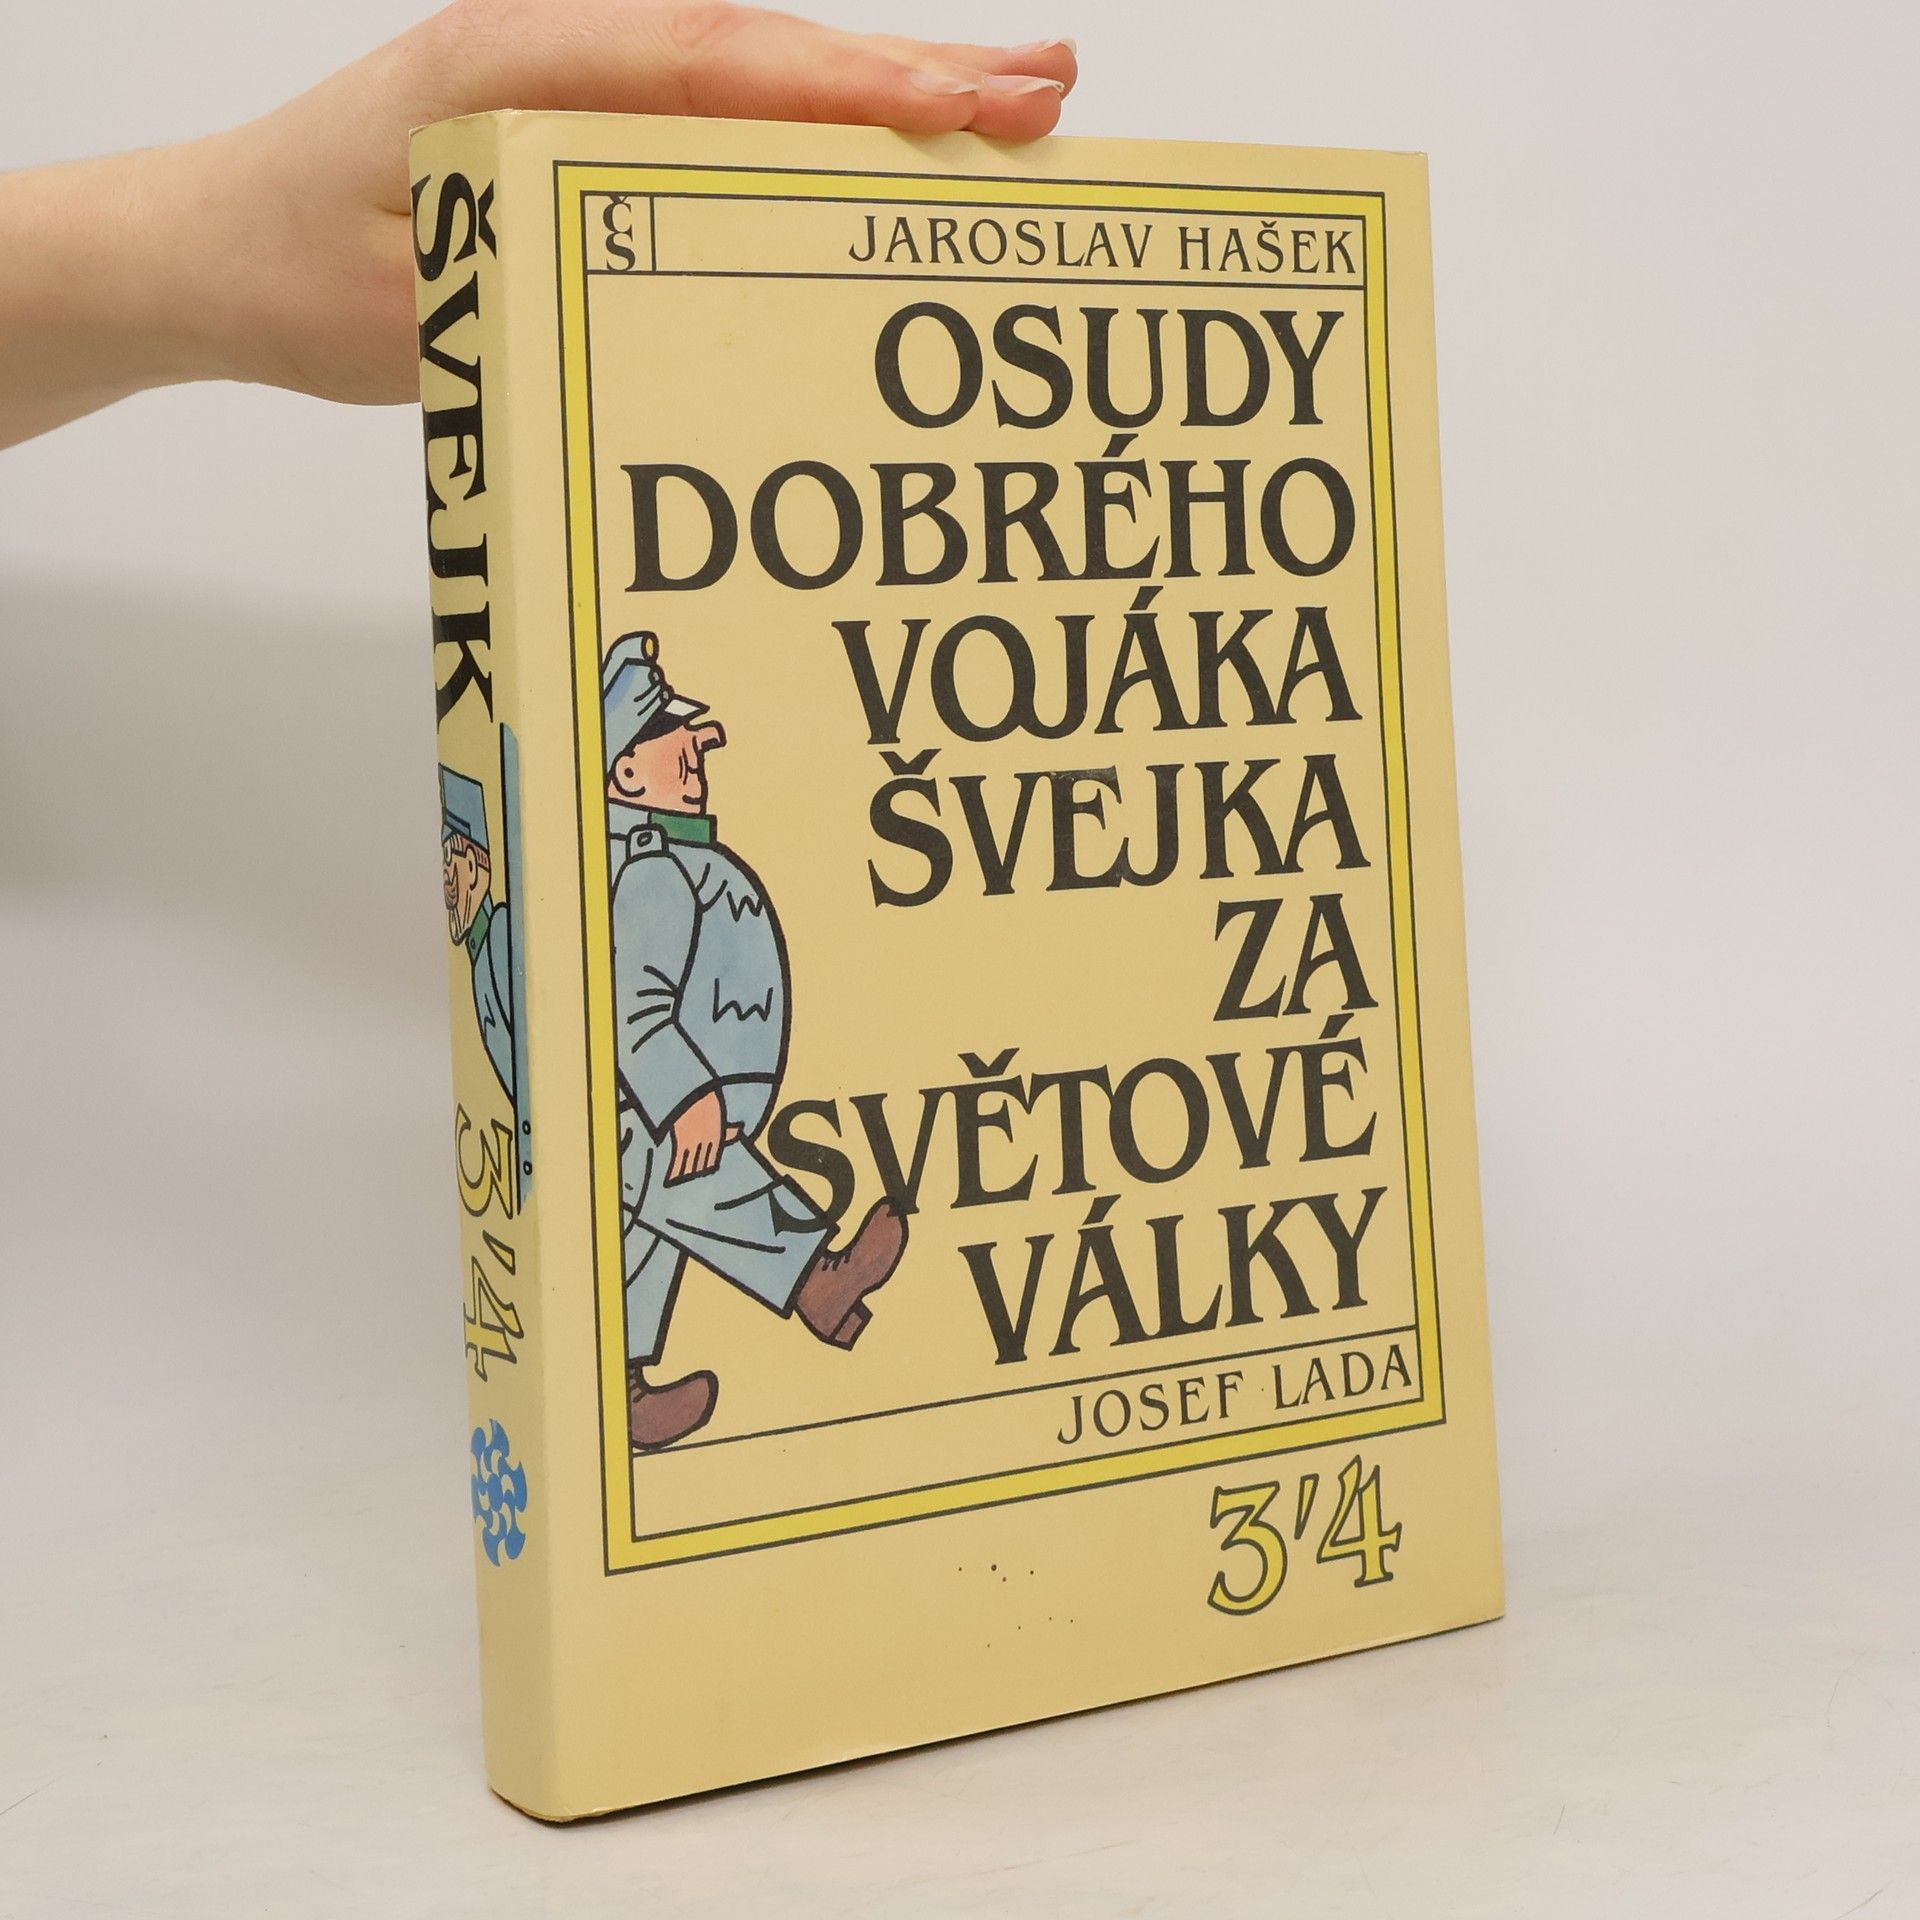 ŠVEJK
3'4
ČS
JAROSLAV HAŠEK
OSUDY
DOBRÉHO
VOJÁKA
ŠVEJKA
ZA
SVĚTOVÉ
VÁLKY
JOSEF LADA
3'4